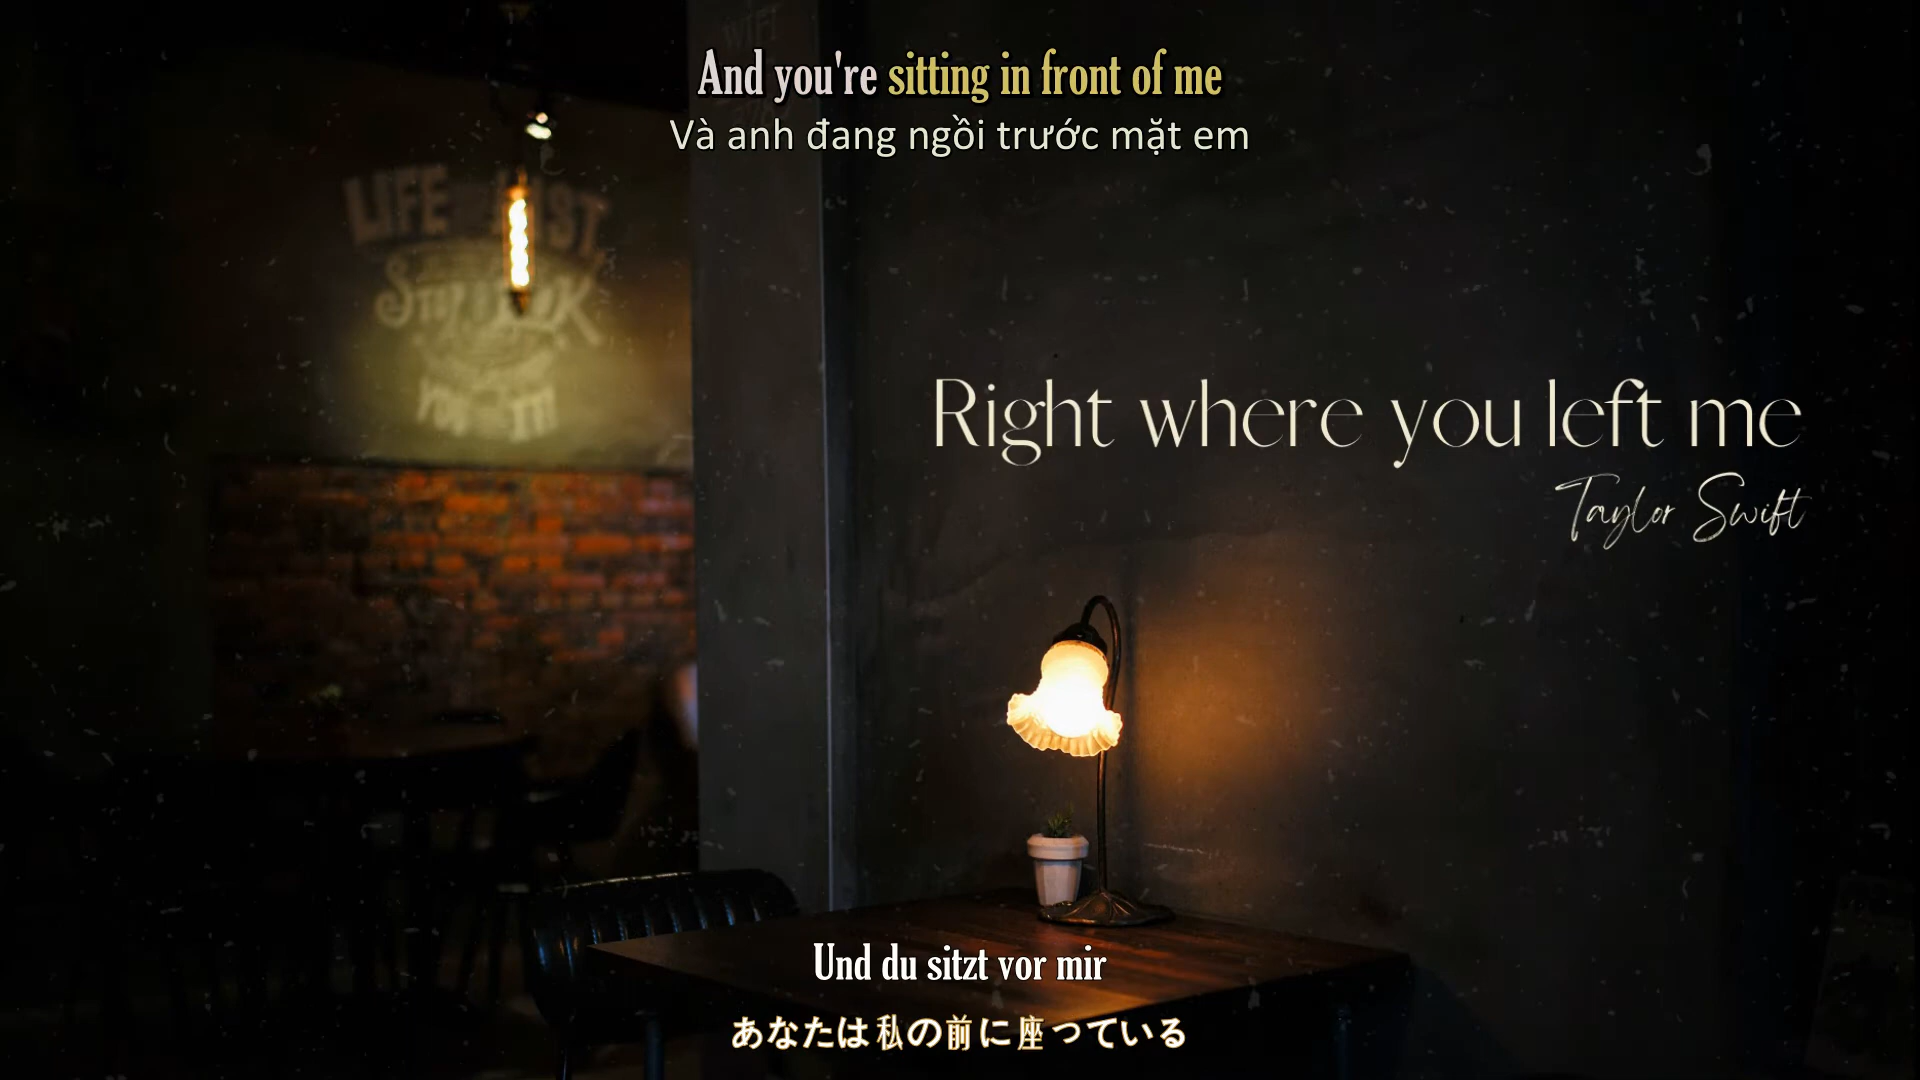 WIFI
And you're sitting in front of me
Và anh đang ngồi trước mặt em
LIFE
Right where you left me
Taylor Swift
Und du sitzt vor mir
あなたは私の前に座っている